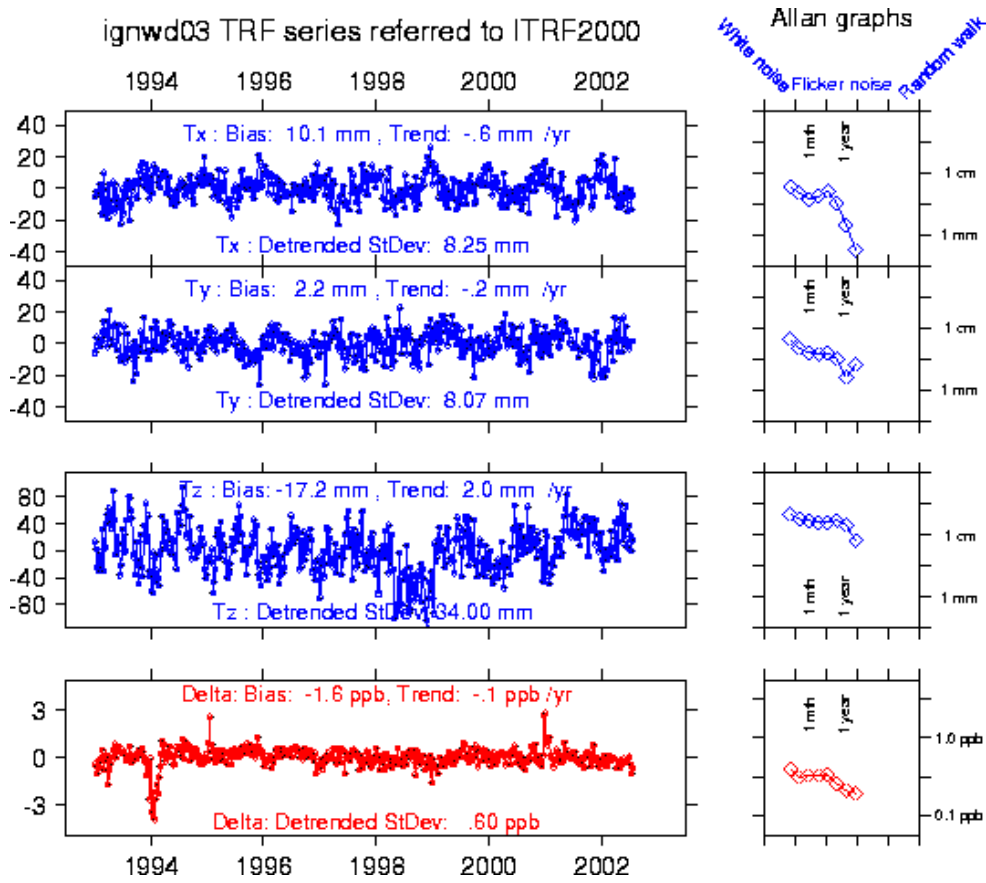 ignwd03 TRF series referred to ITRF2000
Allan graphs
White noise
Flicker noise
Random walk
1994 1996 1998 2000 2002
40
20
0
-20
-40
Tx : Bias: 10.1 mm , Trend: -.6 mm /yr
Tx : Detrended StDev: 8.25 mm
1 mth
1 year
1 cm
1 mm
40
20
0
-20
-40
Ty : Bias: 2.2 mm , Trend: -.2 mm /yr
Ty : Detrended StDev: 8.07 mm
1 mth
1 year
1 cm
1 mm
80
40
0
-40
-80
Tz : Bias: -17.2 mm , Trend: 2.0 mm /yr
Tz : Detrended StDev: 34.00 mm
1 cm
1 mth
1 year
1 mm
3
0
-3
Delta: Bias: -1.6 ppb, Trend: -.1 ppb /yr
Delta: Detrended StDev: .60 ppb
1 mth
1 year
1.0 ppb
0.1 ppb
1994 1996 1998 2000 2002